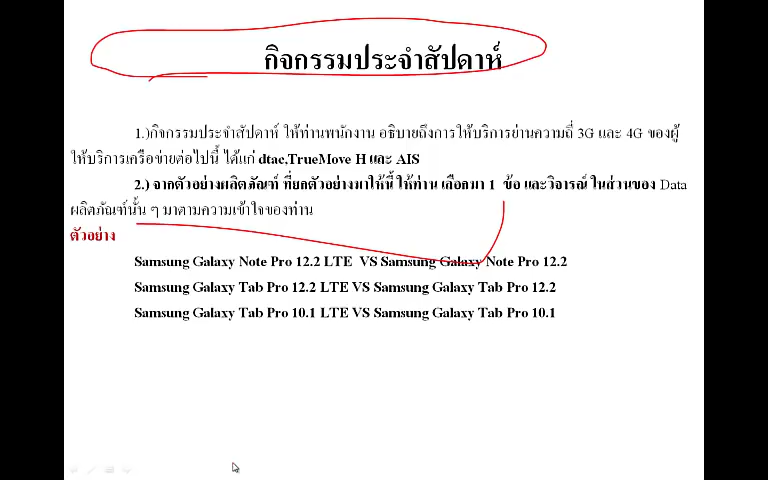 กิจกรรมประจำสัปดาห์
1.)กิจกรรมประจำสัปดาห์ ให้ท่านพนักงาน อธิบายถึงการให้บริการย่านความถี่ 3G และ 4G ของผู้
ให้บริการเครือข่ายต่อไปนี้ ได้แก่ dtac,TrueMove H และ AIS
2.) จากตัวอย่างผลิตภัณฑ์ ที่ยกตัวอย่างมาให้นี้ ให้ท่าน เลือกมา 1 ข้อ และวิจารณ์ ในส่วนของ Data
ผลิตภัณฑ์นั้น ๆ มาตามความเข้าใจของท่าน
ตัวอย่าง
Samsung Galaxy Note Pro 12.2 LTE VS Samsung Galaxy Note Pro 12.2
Samsung Galaxy Tab Pro 12.2 LTE VS Samsung Galaxy Tab Pro 12.2
Samsung Galaxy Tab Pro 10.1 LTE VS Samsung Galaxy Tab Pro 10.1